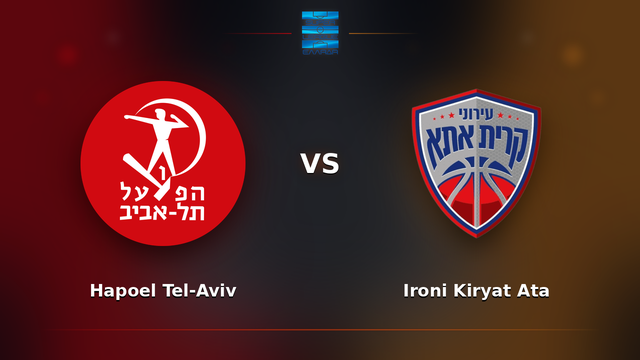 הפועל
תל-אביב
VS
עירוני
קרית אתא
Hapoel Tel-Aviv
Ironi Kiryat Ata